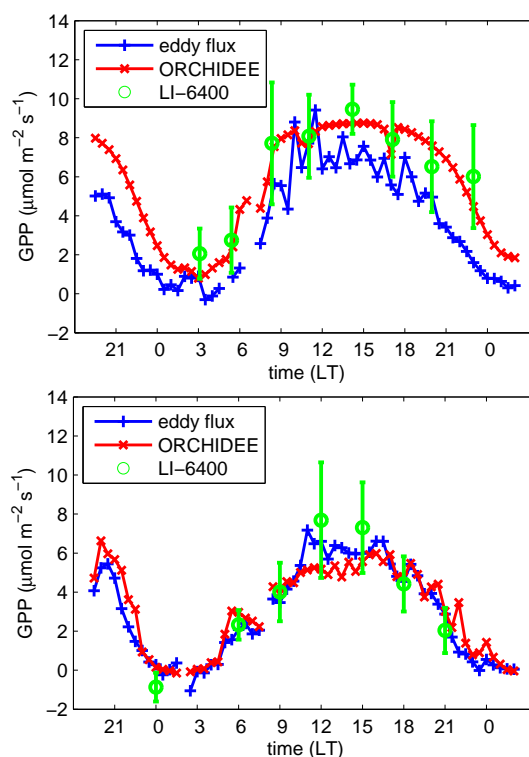 14
12
10
8
6
4
2
0
−2
GPP (μmol m⁻² s⁻¹)
eddy flux
ORCHIDEE
LI−6400
21 0 3 6 9 12 15 18 21 0
time (LT)
14
12
10
8
6
4
2
0
−2
GPP (μmol m⁻² s⁻¹)
eddy flux
ORCHIDEE
LI−6400
21 0 3 6 9 12 15 18 21 0
time (LT)